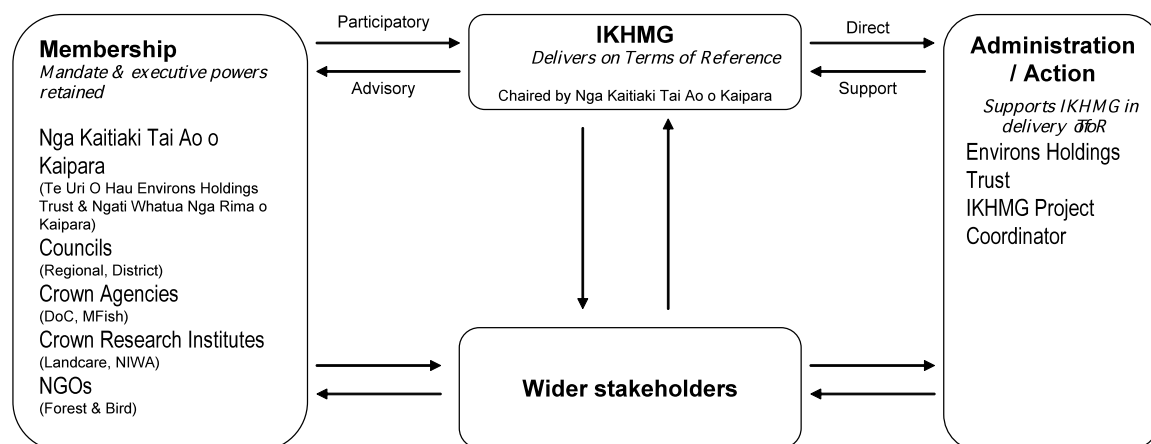 Membership
Mandate & executive powers
retained
Nga Kaitiaki Tai Ao o
Kaipara
(Te Uri O Hau Environs Holdings
Trust & Ngati Whatua Nga Rima o
Kaipara)
Councils
(Regional, District)
Crown Agencies
(DoC, MFish)
Crown Research Institutes
(Landcare, NIWA)
NGOs
(Forest & Bird)
Participatory
Advisory
IKHMG
Delivers on Terms of Reference
Chaired by Nga Kaitiaki Tai Ao o Kaipara
Direct
Support
Wider stakeholders
Administration
/ Action
Supports IKHMG in
delivery of ToR
Environs Holdings
Trust
IKHMG Project
Coordinator